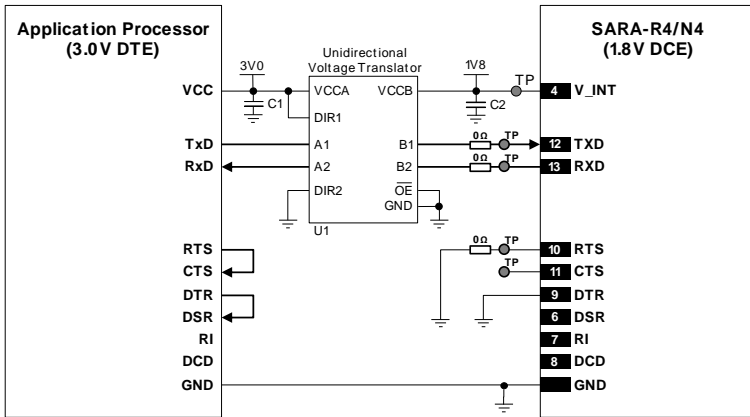 Application Processor
(3.0V DTE)
SARA-R4/N4
(1.8V DCE)
Unidirectional
Voltage Translator
3V0
1V8
TP
VCC
C1
VCCA
VCCB
C2
4
V_INT
DIR1
0Ω
TP
TxD
A1
B1
12
TXD
0Ω
TP
RxD
A2
B2
13
RXD
DIR2
OE
GND
U1
0Ω
TP
RTS
10
RTS
TP
CTS
11
CTS
DTR
9
DTR
DSR
6
DSR
RI
7
RI
DCD
8
DCD
GND
GND